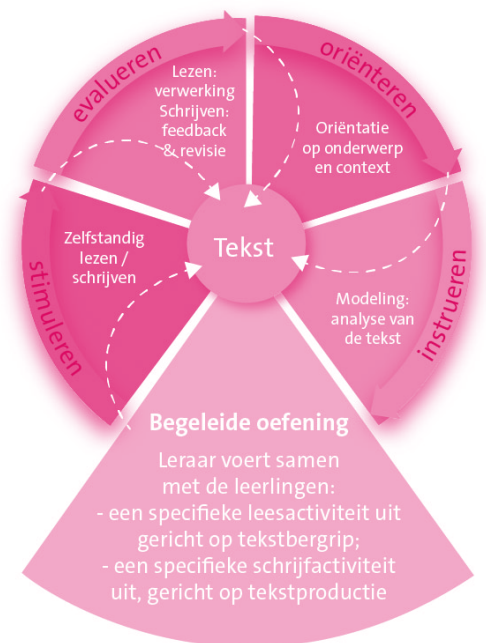 evalueren
Lezen:
verwerking
Schrijven:
feedback
& revisie
oriënteren
Oriëntatie
op onderwerp
en context
Tekst
Zelfstandig
lezen /
schrijven
stimuleren
Modeling:
analyse van
de tekst
instrueren
Begeleide oefening
Leraar voert samen
met de leerlingen:
- een specifieke leesactiviteit uit
gericht op tekstbergrip;
- een specifieke schrijfactiviteit
uit, gericht op tekstproductie